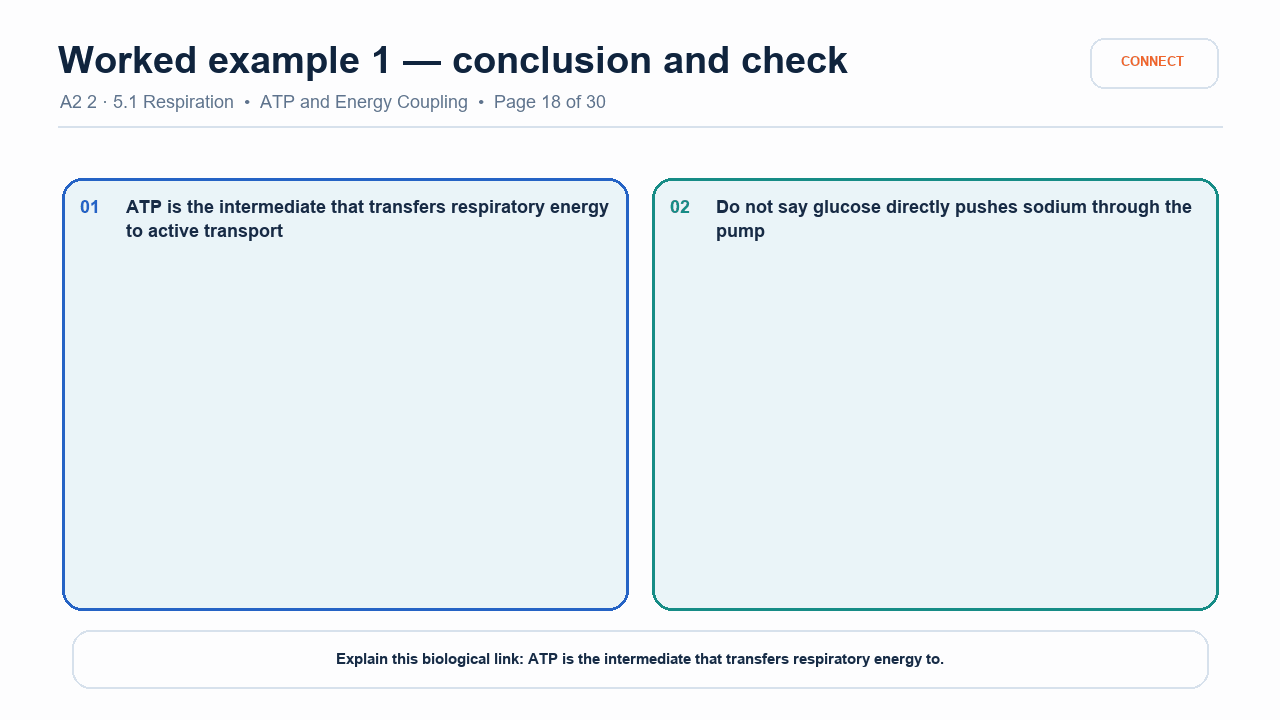 Worked example 1 — conclusion and check
CONNECT
A2 2 · 5.1 Respiration • ATP and Energy Coupling • Page 18 of 30
01 ATP is the intermediate that transfers respiratory energy
to active transport
02 Do not say glucose directly pushes sodium through the
pump
Explain this biological link: ATP is the intermediate that transfers respiratory energy to.